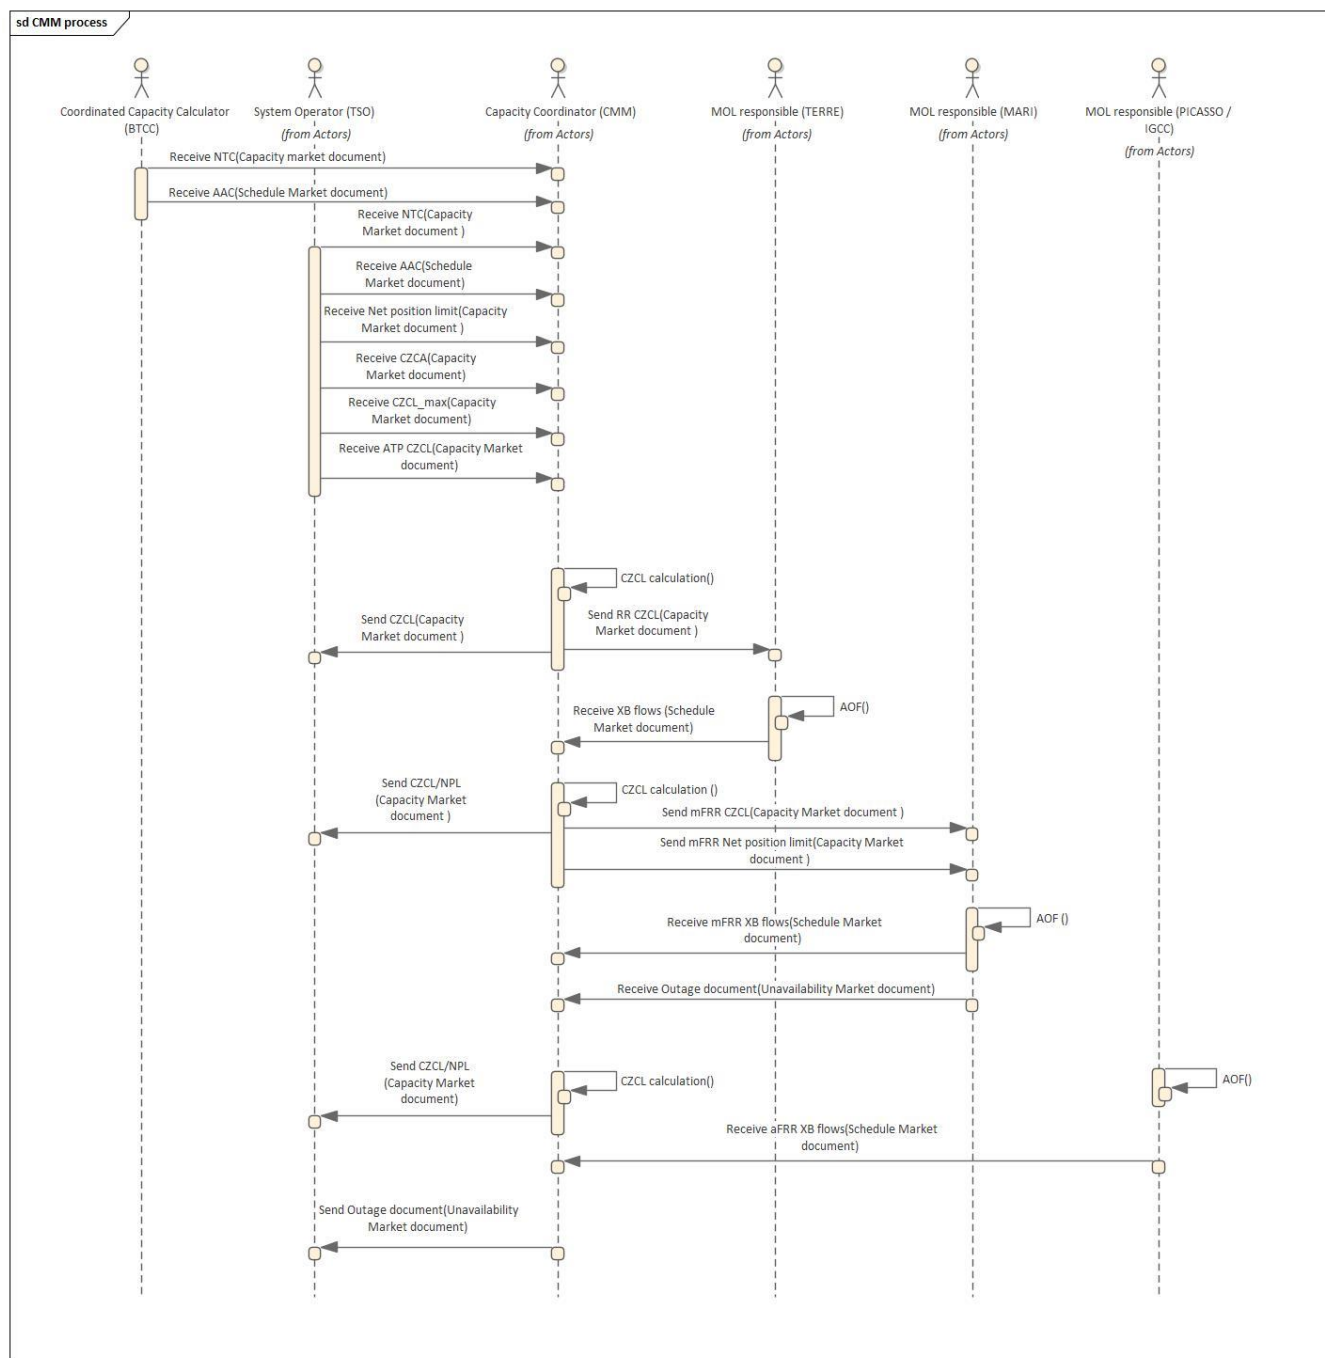 sd CMM process
Coordinated Capacity Calculator
(BTCC)
System Operator (TSO)
(from Actors)
Capacity Coordinator (CMM)
(from Actors)
MOL responsible (TERRE)
(from Actors)
MOL responsible (MARI)
(from Actors)
MOL responsible (PICASSO /
IGCC)
(from Actors)
Receive NTC(Capacity market document)
Receive AAC(Schedule Market document)
Receive NTC(Capacity
Market document )
Receive AAC(Schedule
Market document)
Receive Net position limit(Capacity
Market document )
Receive CZCA(Capacity
Market document)
Receive CZCL_max(Capacity
Market document)
Receive ATP CZCL(Capacity Market
document)
CZCL calculation()
Send CZCL(Capacity
Market document )
Send RR CZCL(Capacity
Market document )
AOF()
Receive XB flows (Schedule
Market document)
CZCL calculation ()
Send CZCL/NPL
(Capacity Market
document )
Send mFRR CZCL(Capacity Market document )
Send mFRR Net position limit(Capacity Market
document )
AOF ()
Receive mFRR XB flows(Schedule Market
document)
Receive Outage document(Unavailability Market document)
Send CZCL/NPL
(Capacity Market
document)
CZCL calculation()
AOF()
Receive aFRR XB flows(Schedule Market
document)
Send Outage document(Unavailability
Market document)